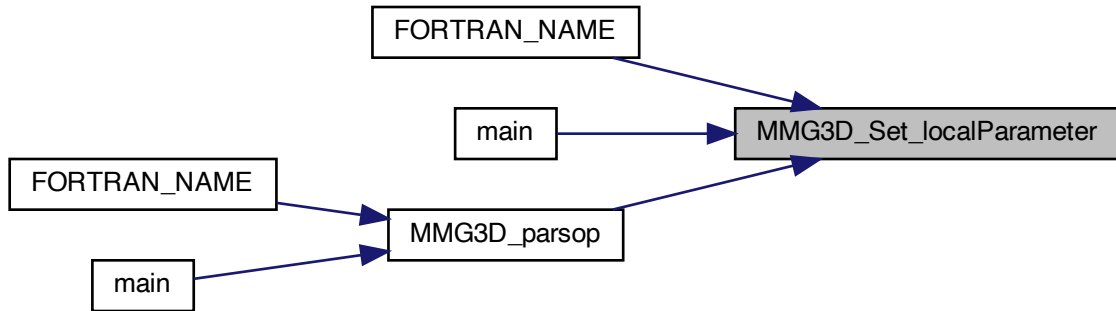 FORTRAN_NAME
main
MMG3D_Set_localParameter
FORTRAN_NAME
MMG3D_parsop
main